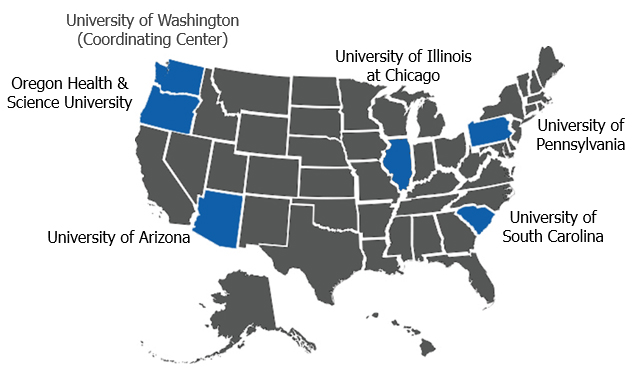 University of Washington
(Coordinating Center)
University of Illinois
at Chicago
Oregon Health &
Science University
University of
Pennsylvania
University of
South Carolina
University of Arizona